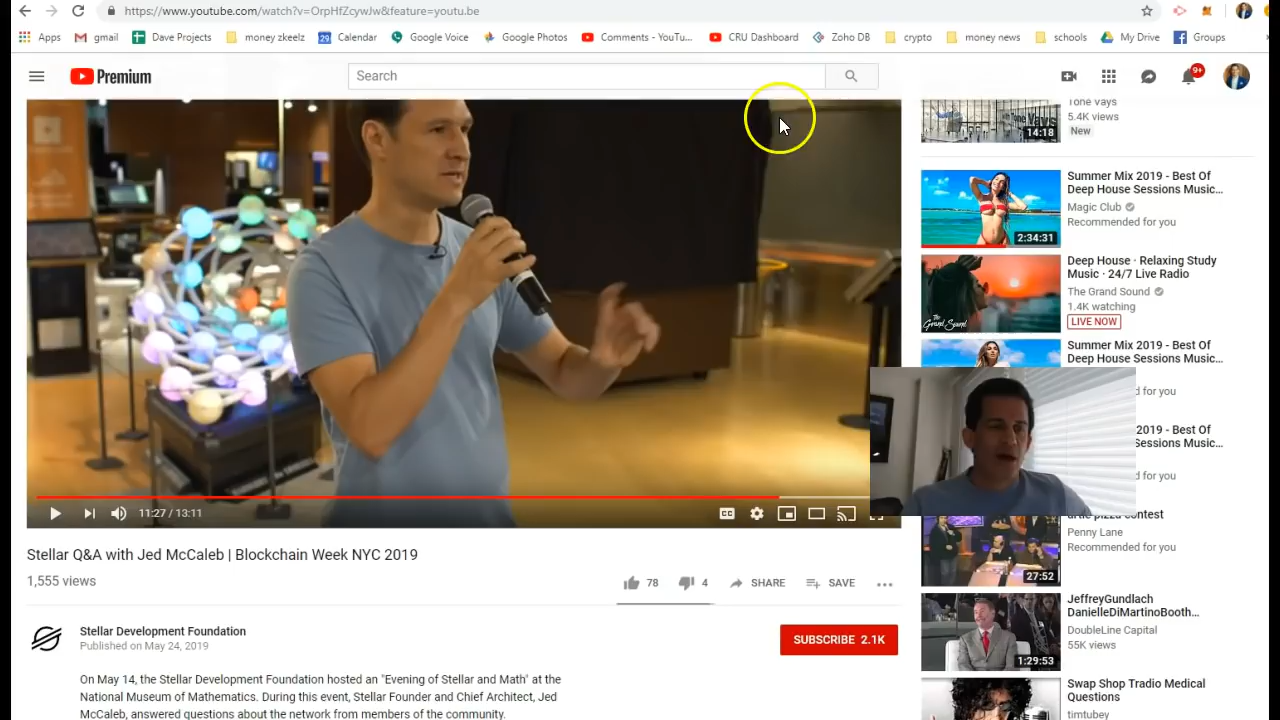 https://www.youtube.com/watch?v=OrpHfZcywJw&feature=youtu.be
Apps
gmail
Dave Projects
money zkeelz
Calendar
Google Voice
Google Photos
Comments - YouTu...
CRU Dashboard
Zoho DB
crypto
money news
schools
My Drive
Groups
Premium
Search
9+
Tone Vays
5.4K views
New
14:18
Summer Mix 2019 - Best Of
Deep House Sessions Music...
Magic Club
Recommended for you
2:34:31
Deep House · Relaxing Study
Music · 24/7 Live Radio
The Grand Sound
1.4K watching
LIVE NOW
The Grand Sound
Summer Mix 2019 - Best Of
Deep House Sessions Music...
d for you
2019 - Best Of
Sessions Music...
d for you
contest
Penny Lane
Recommended for you
27:52
JeffreyGundlach
DanielleDiMartinoBooth...
DoubleLine Capital
55K views
1:29:53
Swap Shop Tradio Medical
Questions
timtubey
11:27 / 13:11
CC
Stellar Q&A with Jed McCaleb | Blockchain Week NYC 2019
1,555 views
78
4
SHARE
SAVE
Stellar Development Foundation
Published on May 24, 2019
SUBSCRIBE 2.1K
On May 14, the Stellar Development Foundation hosted an "Evening of Stellar and Math" at the
National Museum of Mathematics. During this event, Stellar Founder and Chief Architect, Jed
McCaleb, answered questions about the network from members of the community.